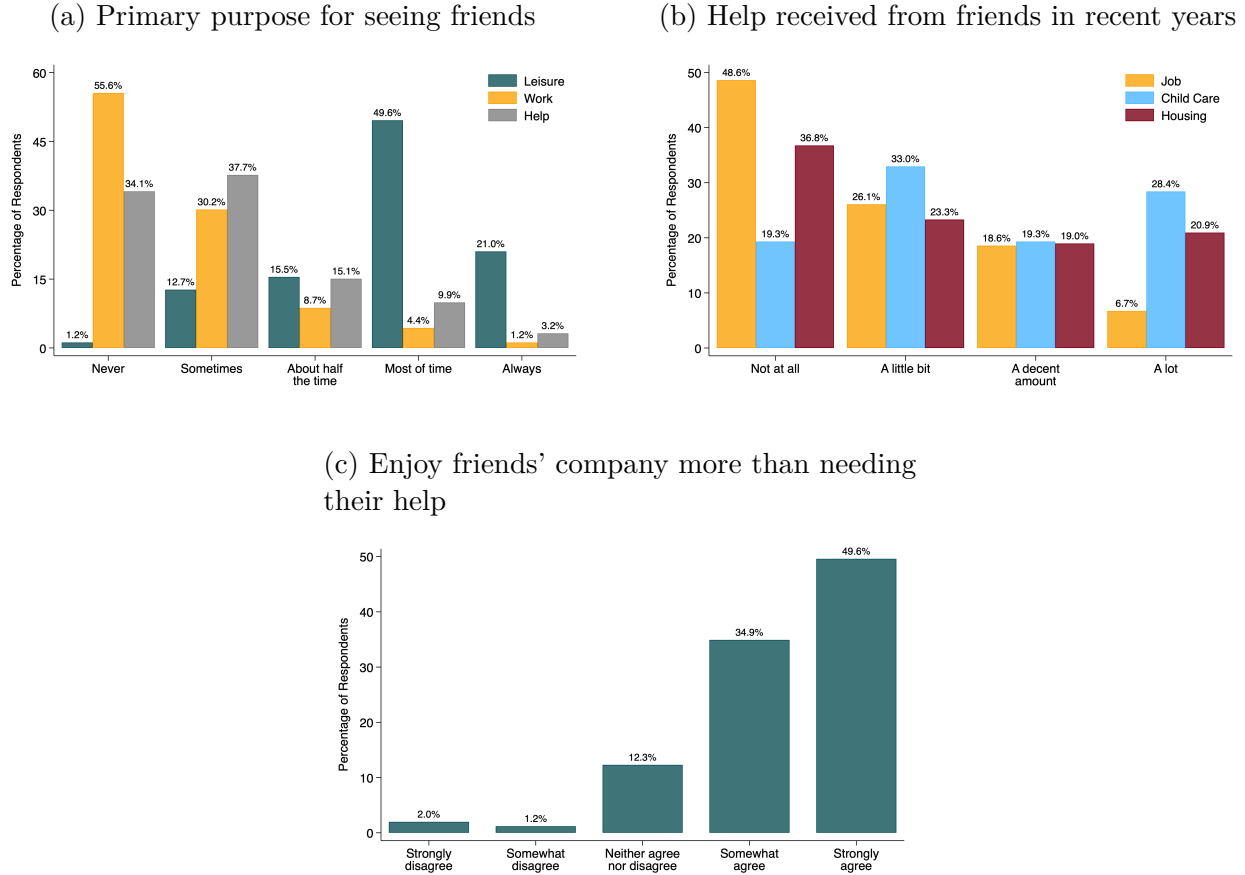 (a) Primary purpose for seeing friends
60
45
30
15
0
Percentage of Respondents
Leisure
Work
Help
1.2%
55.6%
34.1%
12.7%
30.2%
37.7%
15.5%
8.7%
15.1%
49.6%
4.4%
9.9%
21.0%
1.2%
3.2%
Never
Sometimes
About half
the time
Most of time
Always
(b) Help received from friends in recent years
50
40
30
20
10
0
Percentage of Respondents
Job
Child Care
Housing
48.6%
19.3%
36.8%
26.1%
33.0%
23.3%
18.6%
19.3%
19.0%
6.7%
28.4%
20.9%
Not at all
A little bit
A decent
amount
A lot
(c) Enjoy friends’ company more than needing
their help
50
40
30
20
10
0
Percentage of Respondents
2.0%
1.2%
12.3%
34.9%
49.6%
Strongly
disagree
Somewhat
disagree
Neither agree
nor disagree
Somewhat
agree
Strongly
agree